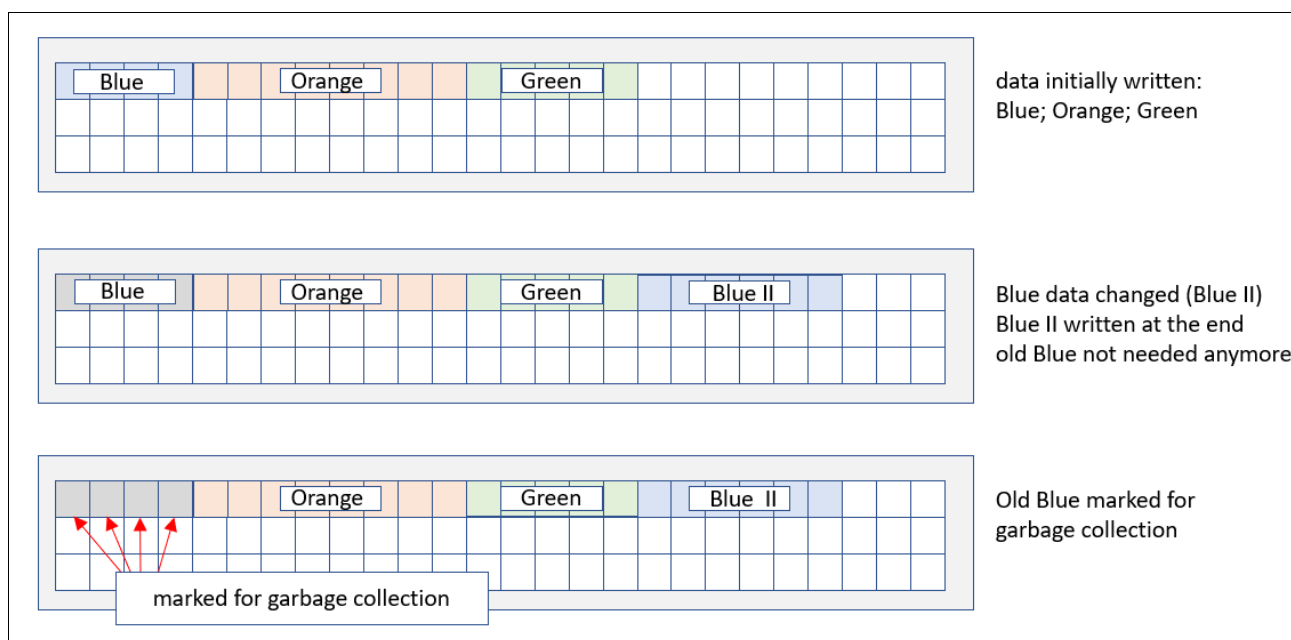 Blue
Orange
Green
data initially written:
Blue; Orange; Green
Blue
Orange
Green
Blue II
Blue data changed (Blue II)
Blue II written at the end
old Blue not needed anymore
Orange
Green
Blue II
Old Blue marked for
garbage collection
marked for garbage collection